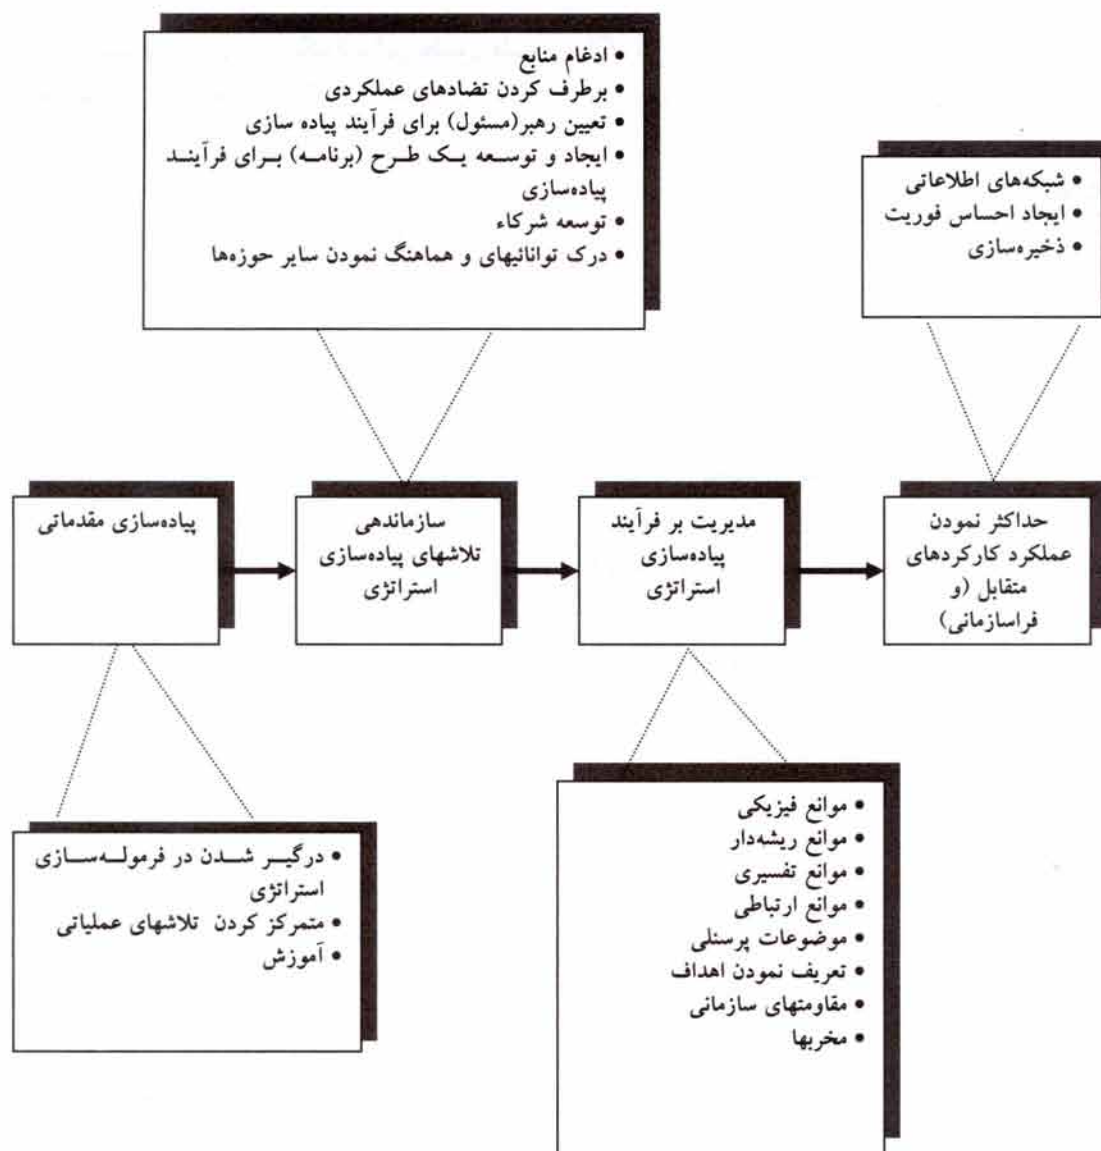 • ادغام منابع
• برطرف کردن تضادهای عملکردی
• تعیین رهبر(مسئول) برای فرآیند پیاده سازی
• ایجاد و توسعه یک طرح (برنامه) برای فرآیند
پیاده‌سازی
• توسعه شرکاء
• درک توانائیهای و هماهنگ نمودن سایر حوزه‌ها
• شبکه‌های اطلاعاتی
• ایجاد احساس فوریت
• ذخیره‌سازی
پیاده‌سازی مقدماتی
سازماندهی
تلاشهای پیاده‌سازی
استراتژی
مدیریت بر فرآیند
پیاده‌سازی
استراتژی
حداکثر نمودن
عملکرد کارکردهای
متقابل (و
فراسازمانی)
• درگیر شدن در فرموله‌سازی
استراتژی
• متمرکز کردن تلاشهای عملیاتی
• آموزش
• موانع فیزیکی
• موانع ریشه‌دار
• موانع تفسیری
• موانع ارتباطی
• موضوعات پرسنلی
• تعریف نمودن اهداف
• مقاومتهای سازمانی
• مخربها